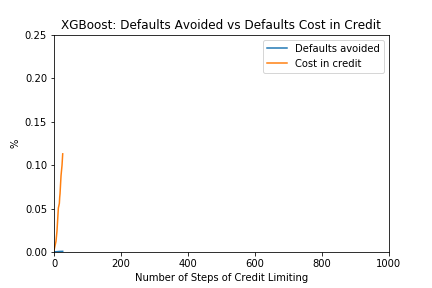 XGBoost: Defaults Avoided vs Defaults Cost in Credit
0.25
0.20
0.15
0.10
0.05
0.00
%
Defaults avoided
Cost in credit
0 200 400 600 800 1000
Number of Steps of Credit Limiting